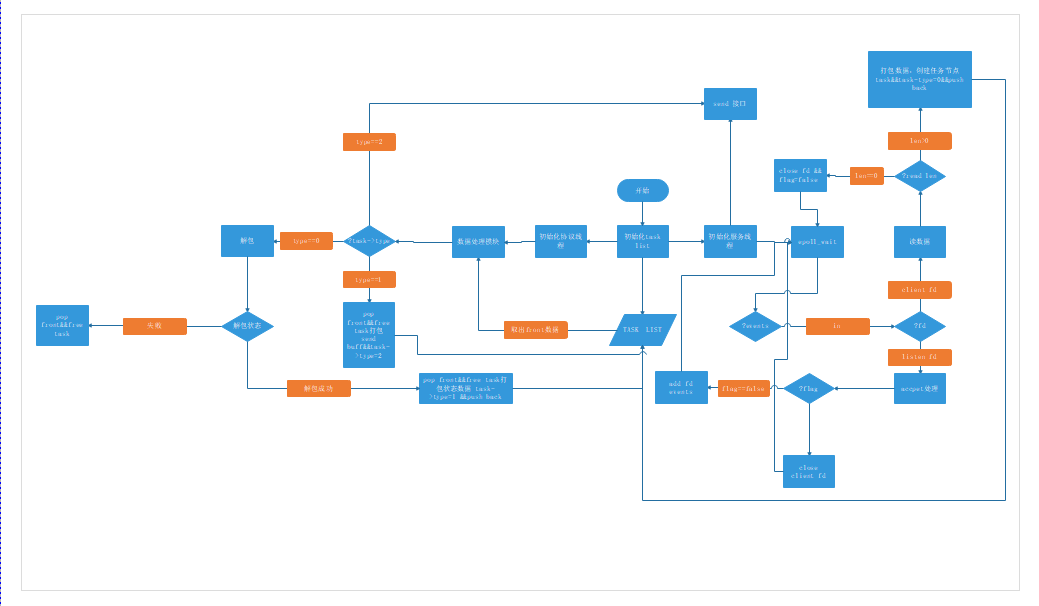 打包数据，创建任务节点
task&&task-type=0&&push
back
send 接口
type==2
len>0
close fd &&
flag=false
len==0
?read len
开始
解包
type==0
?task->type
数据处理模块
初始化协议线
程
初始化task
list
初始化服务线
程
epoll_wait
读数据
type==1
client fd
pop
front&&free
task
失败
解包状态
pop
front&&free
task打包
send
buff&&task-
>type=2
取出front数据
TASK LIST
?events
in
?fd
listen fd
解包成功
pop front&&free task打
包状态数据 task-
>type=1 &&push back
add fd
events
flag==false
?flag
accpet处理
close
client fd